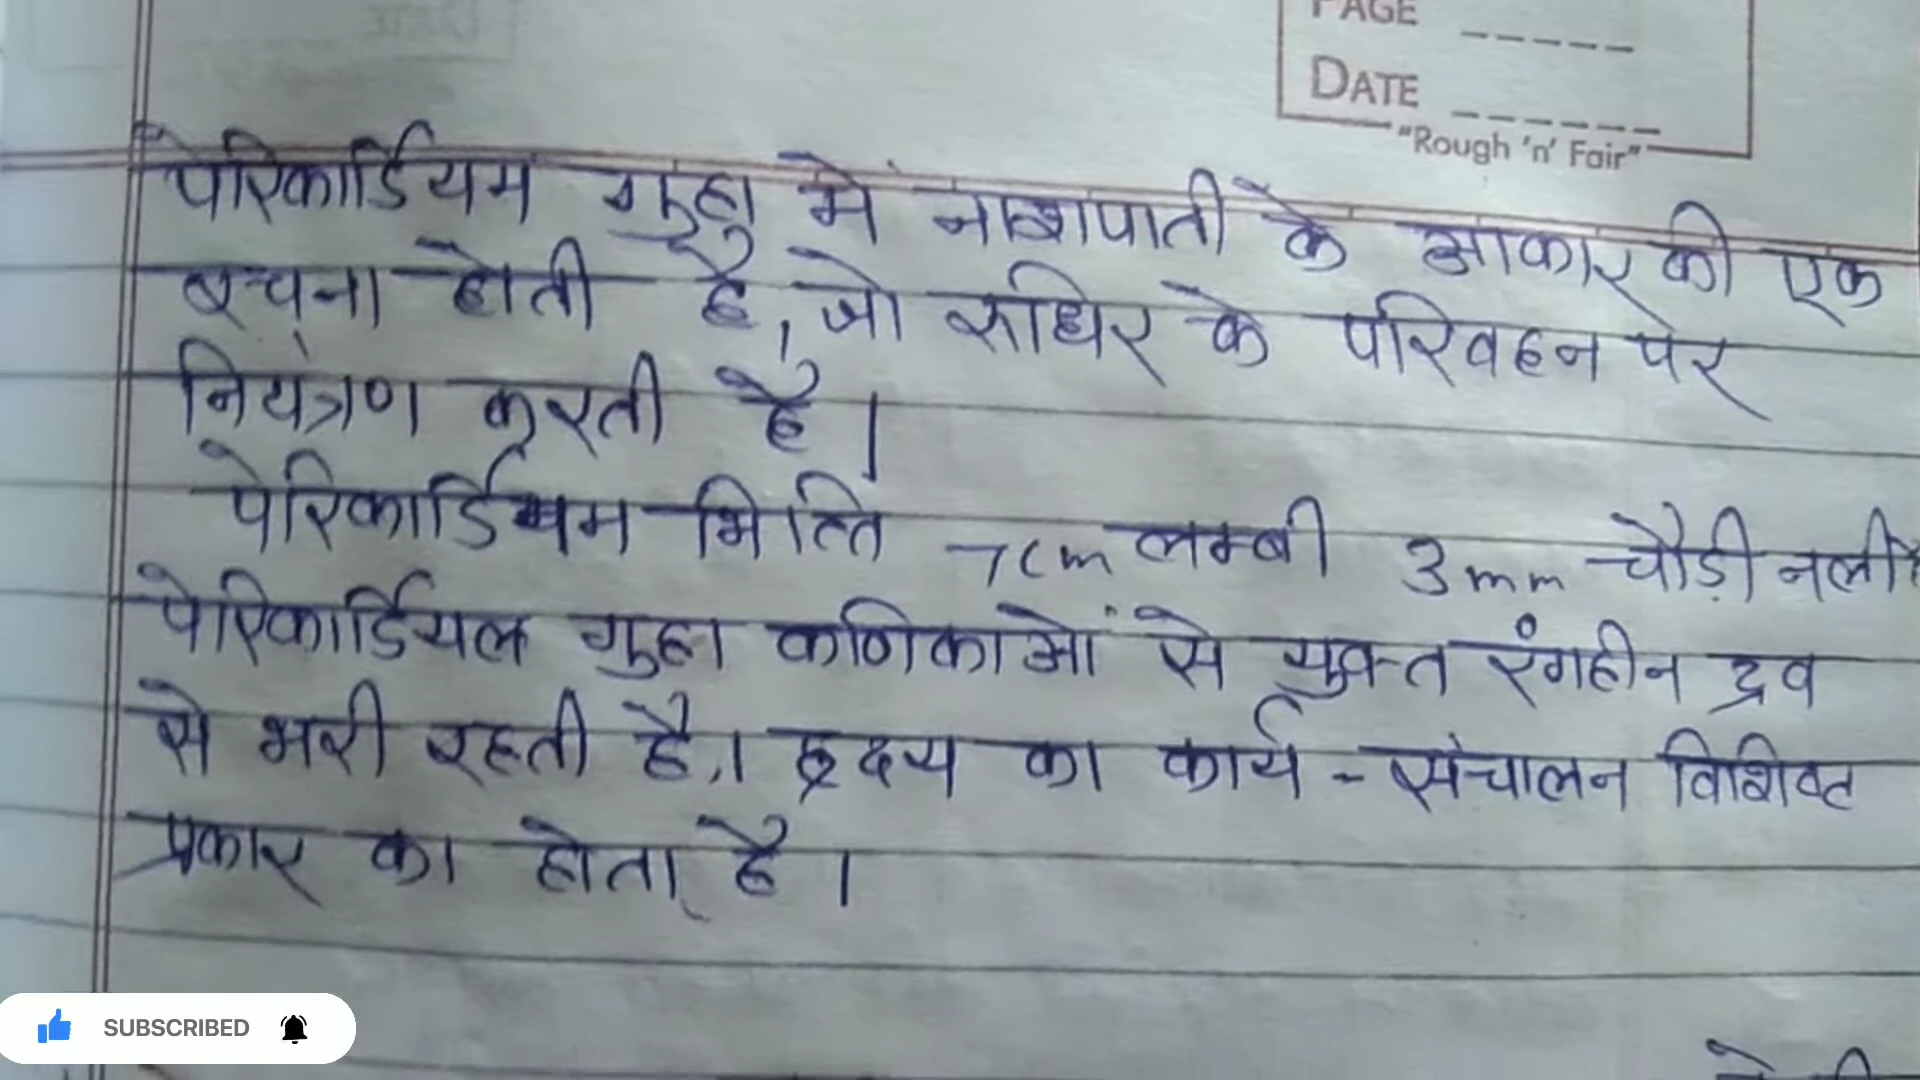 PAGE
DATE
"Rough 'n' Fair"
पेरिकार्डियम गुहा में नाशपाती के आकार की एक
रचना होती है, जो रुधिर के परिवहन पर
नियंत्रण करती है।
पेरिकार्डियम भित्ति 7cm लम्बी 3mm चौड़ी नली
पेरिकार्डियल गुहा कणिकाओं से युक्त रंगहीन द्रव
से भरी रहती है,। हृदय का कार्य - संचालन विशिष्ट
प्रकार का होता है।
SUBSCRIBED